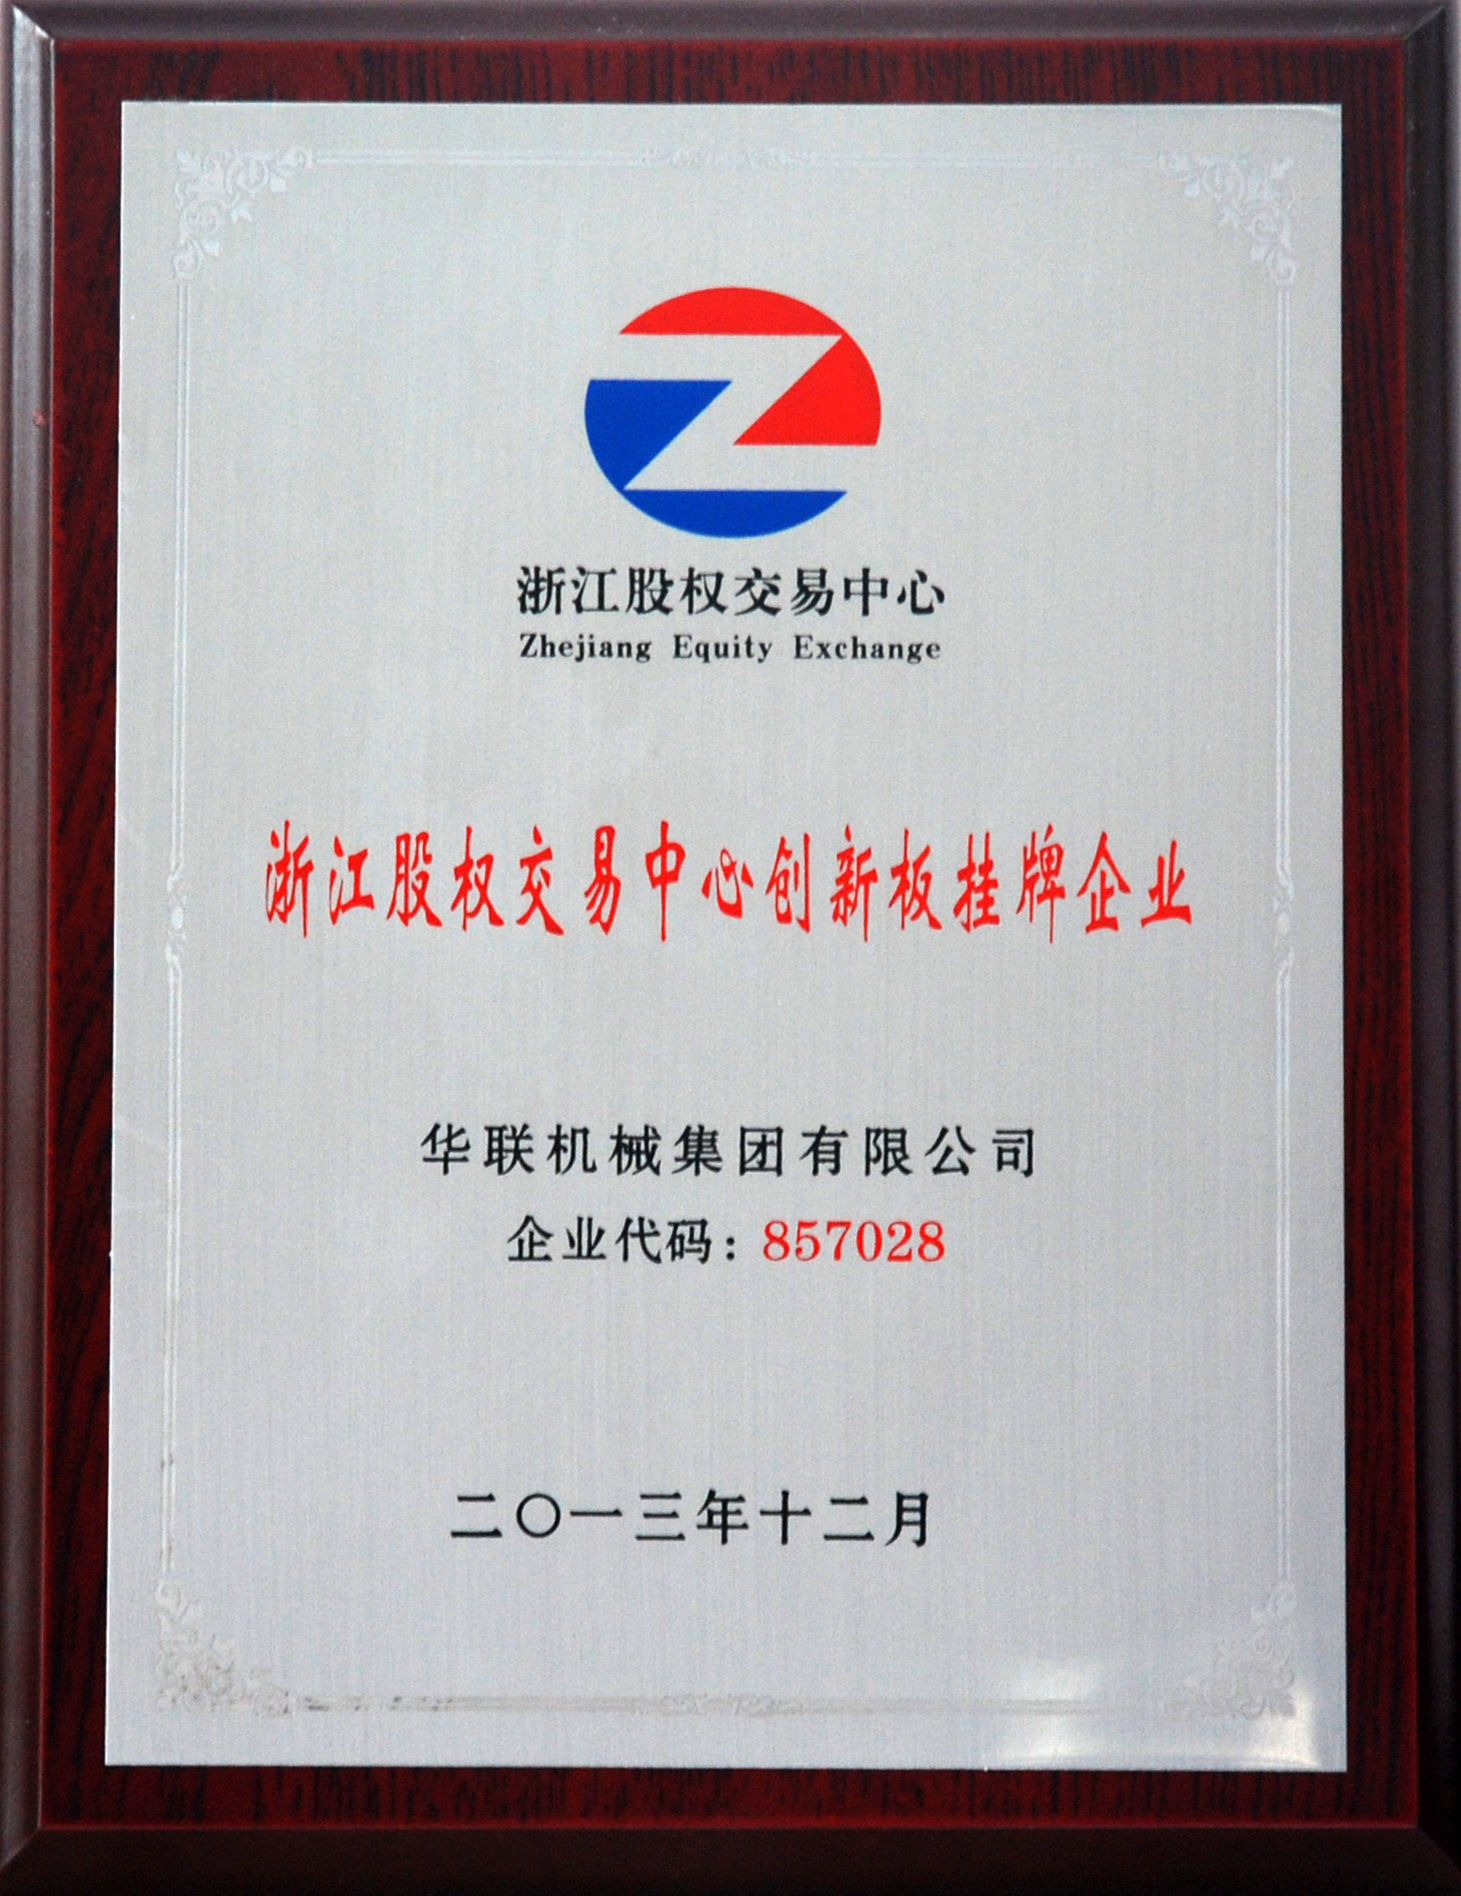 浙江股权交易中心
Zhejiang Equity Exchange
浙江股权交易中心创新板挂牌企业
华联机械集团有限公司
企业代码：857028
二〇一三年十二月